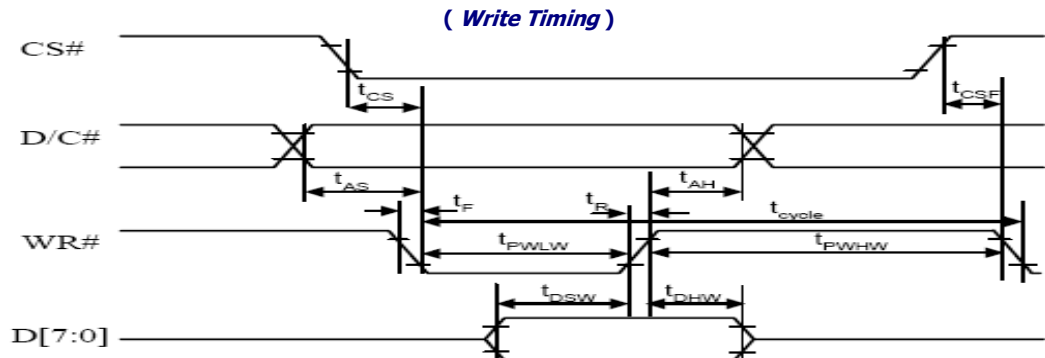 ( Write Timing )
CS#
tCS
tCSF
D/C#
tAS
tAH
tF
tR
tcycle
WR#
tPWLW
tPWHW
tDSW
tDHW
D[7:0]